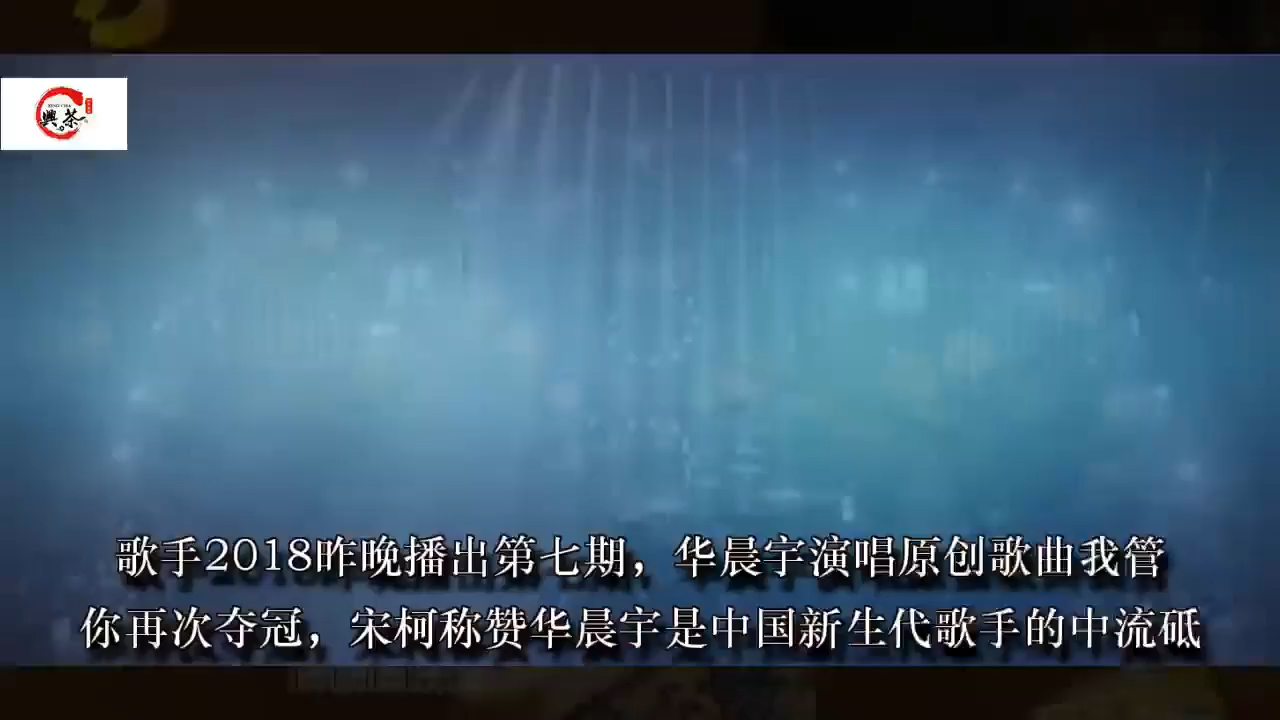 興茶
歌手2018昨晚播出第七期，华晨宇演唱原创歌曲我管
你再次夺冠，宋柯称赞华晨宇是中国新生代歌手的中流砥